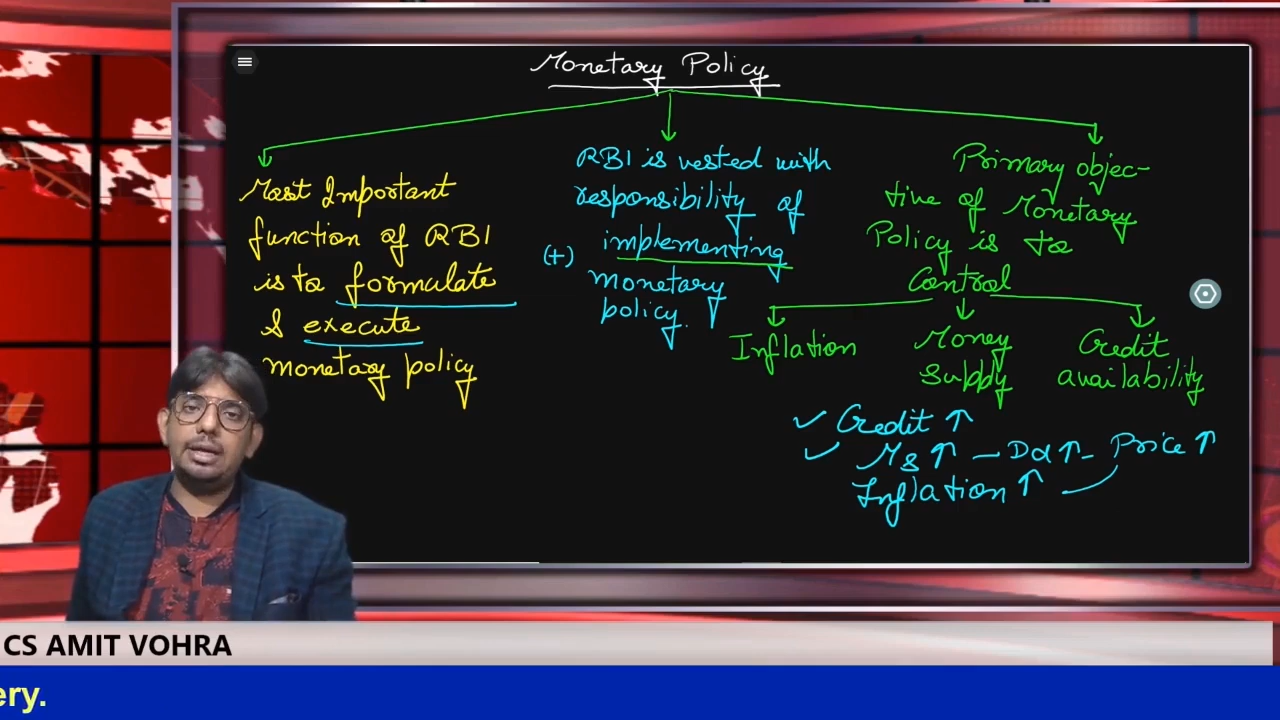 Monetary Policy
Most Important
function of RBI
is to formulate
& execute
monetary policy
RBI is vested with
responsibility of
(+) implementing
monetary
policy.
Primary objec-
tive of Monetary
Policy is to
Control
Inflation
Money
supply
Credit
availability
✓ Credit ↑
✓ Ms ↑ - Dd ↑ - Price ↑
Inflation ↑
CS AMIT VOHRA
ery.